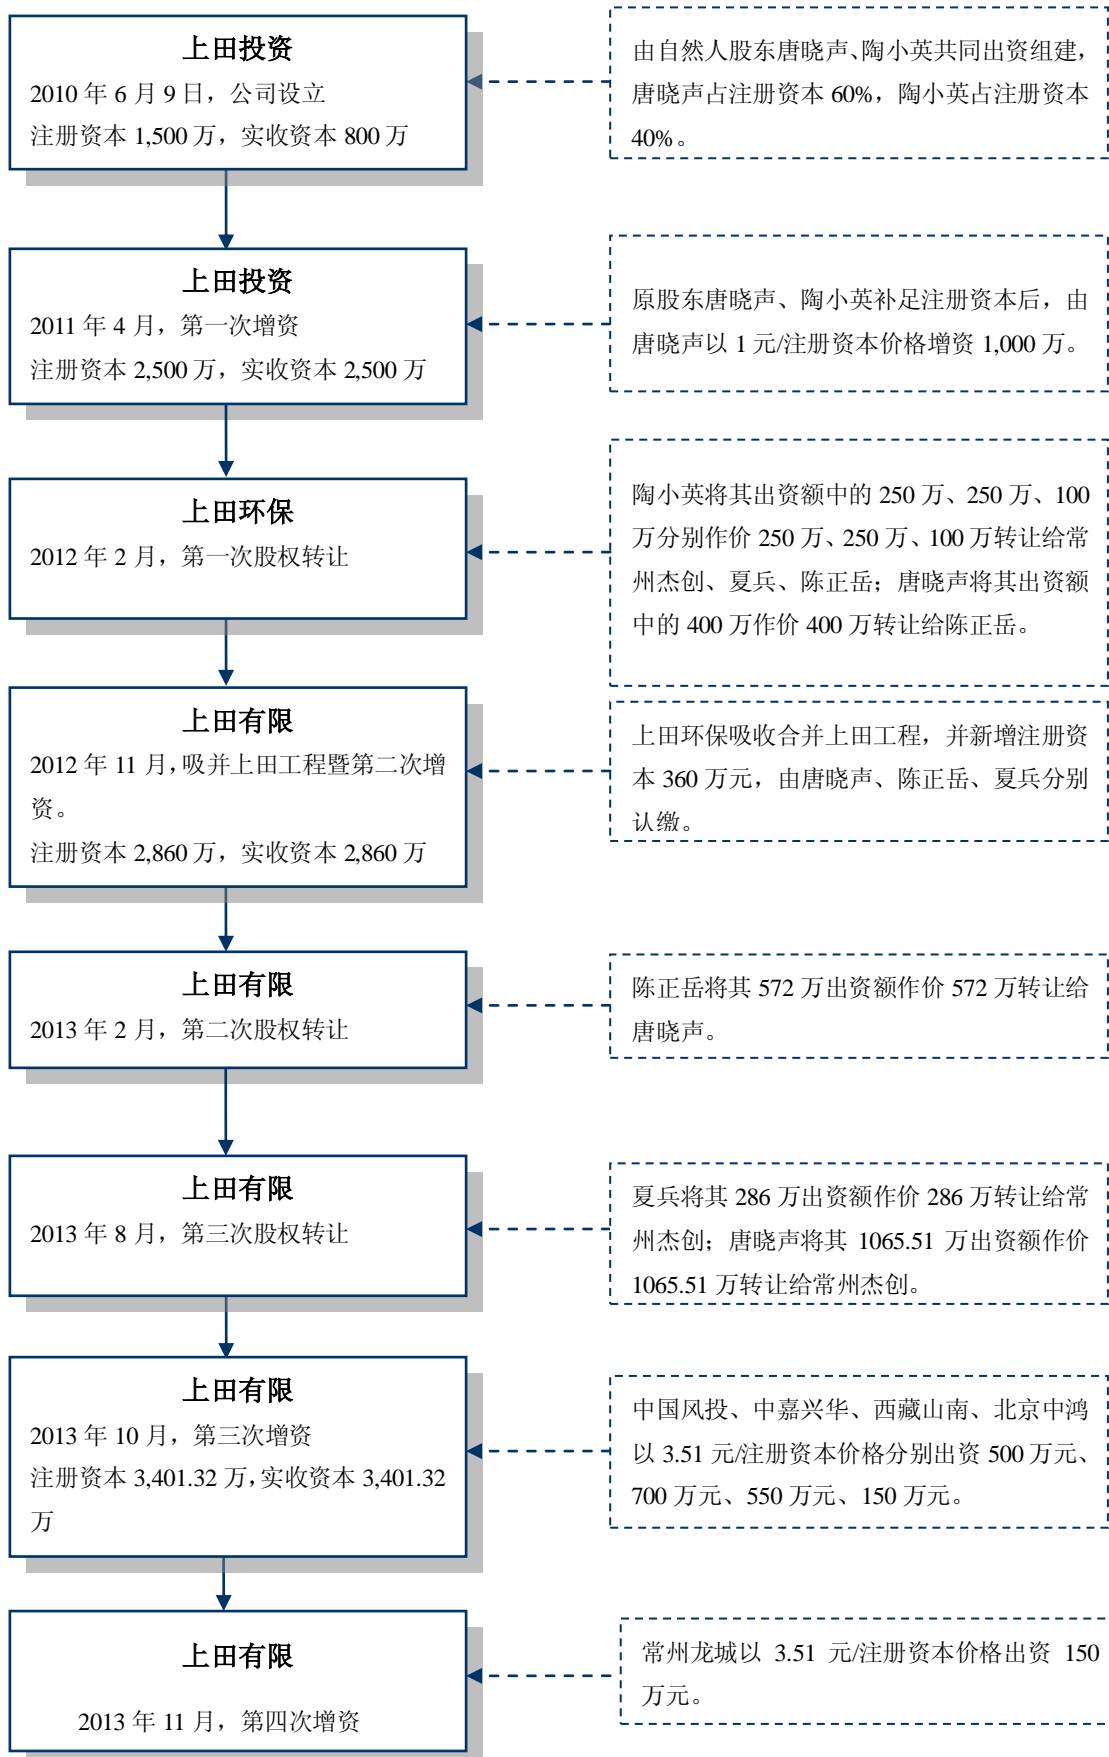 上田投资
2010 年 6 月 9 日，公司设立
注册资本 1,500 万，实收资本 800 万
由自然人股东唐晓声、陶小英共同出资组建，
唐晓声占注册资本 60%，陶小英占注册资本
40%。
上田投资
2011 年 4 月，第一次增资
注册资本 2,500 万，实收资本 2,500 万
原股东唐晓声、陶小英补足注册资本后，由
唐晓声以 1 元/注册资本价格增资 1,000 万。
上田环保
2012 年 2 月，第一次股权转让
陶小英将其出资额中的 250 万、250 万、100
万分别作价 250 万、250 万、100 万转让给常
州杰创、夏兵、陈正岳；唐晓声将其出资额
中的 400 万作价 400 万转让给陈正岳。
上田有限
2012 年 11 月，吸并上田工程暨第二次增
资。
注册资本 2,860 万，实收资本 2,860 万
上田环保吸收合并上田工程，并新增注册资
本 360 万元，由唐晓声、陈正岳、夏兵分别
认缴。
上田有限
2013 年 2 月，第二次股权转让
陈正岳将其 572 万出资额作价 572 万转让给
唐晓声。
上田有限
2013 年 8 月，第三次股权转让
夏兵将其 286 万出资额作价 286 万转让给常
州杰创；唐晓声将其 1065.51 万出资额作价
1065.51 万转让给常州杰创。
上田有限
2013 年 10 月，第三次增资
注册资本 3,401.32 万，实收资本 3,401.32
万
中国风投、中嘉兴华、西藏山南、北京中鸿
以 3.51 元/注册资本价格分别出资 500 万元、
700 万元、550 万元、150 万元。
上田有限
2013 年 11 月，第四次增资
常州龙城以 3.51 元/注册资本价格出资 150
万元。